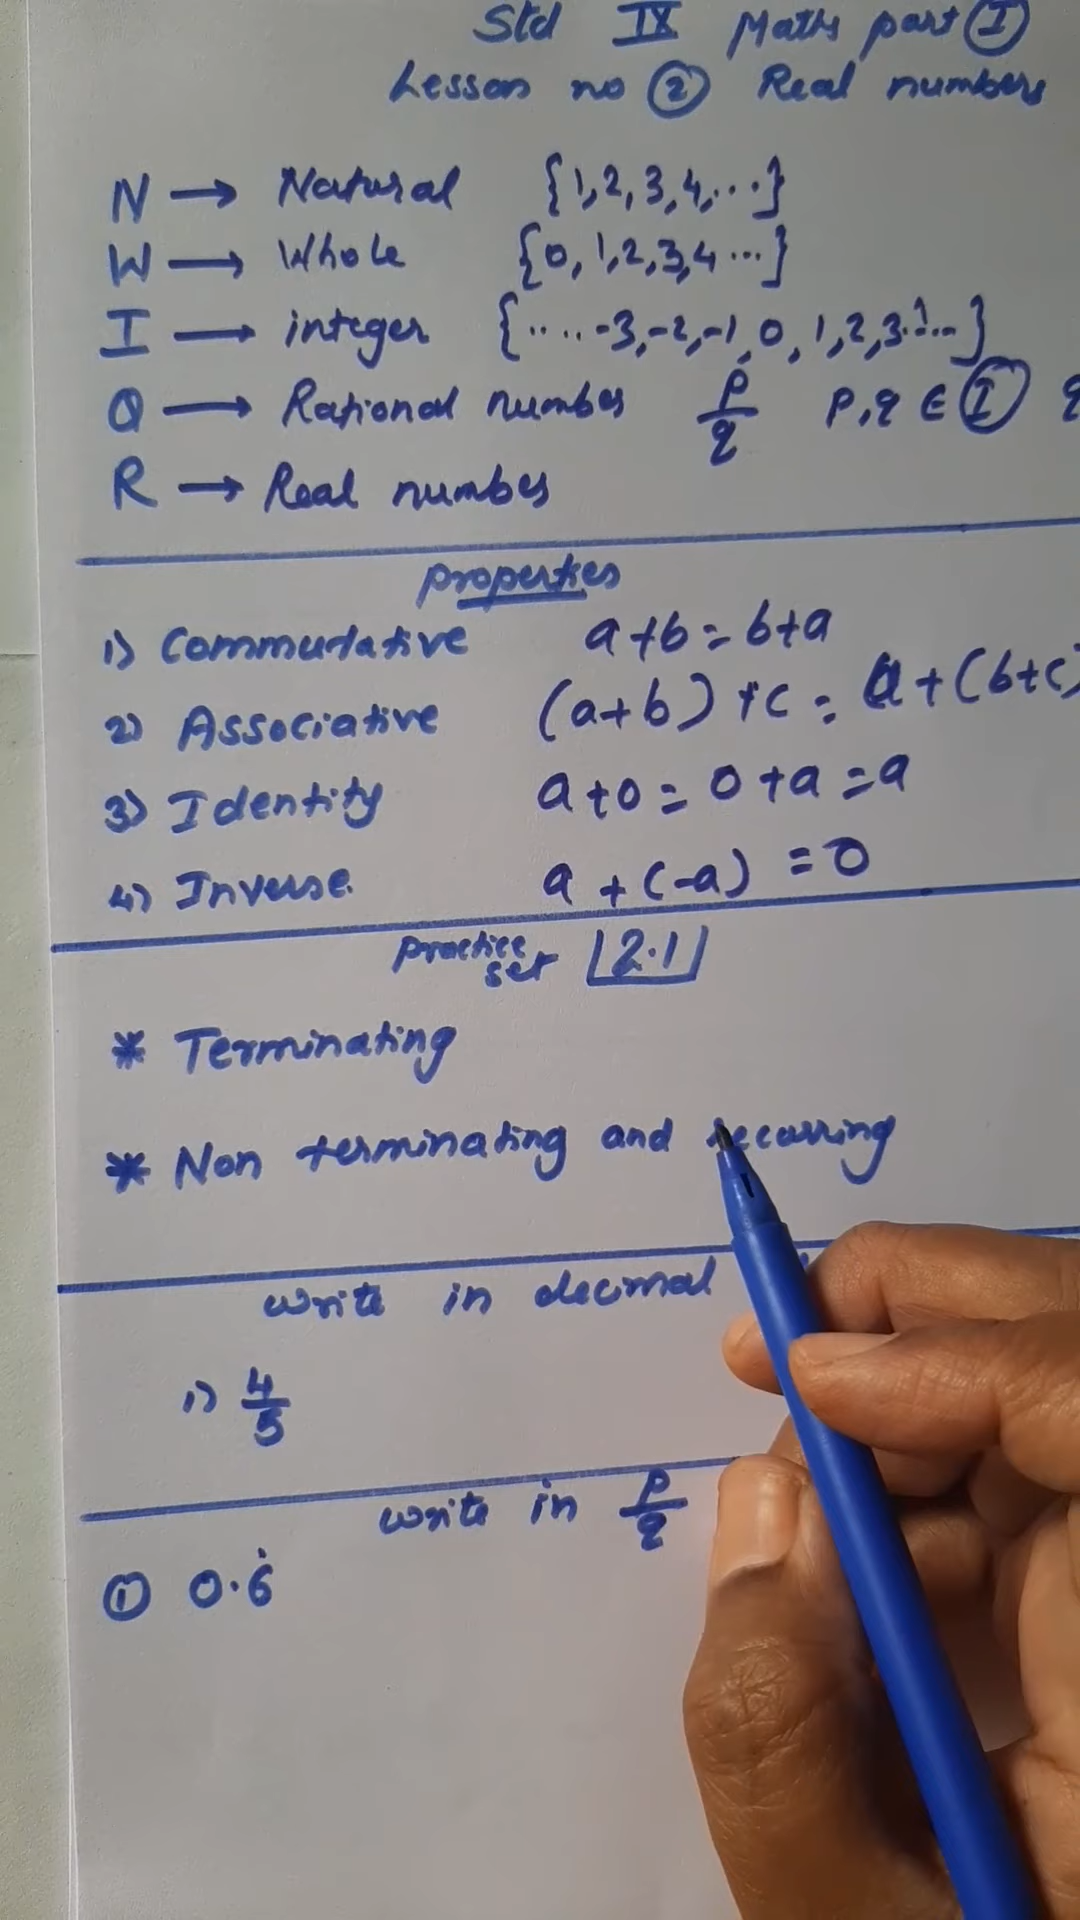 Std IX Maths part I
Lesson no 2 Real numbers
N → Natural {1,2,3,4,...}
W → Whole {0,1,2,3,4...}
I → integer {.....-3,-2,-1,0,1,2,3....}
Q → Rational number p/q p,q ∈ I q
R → Real number
properties
1) Commutative a+b=b+a
2) Associative (a+b)+c = a+(b+c)
3) Identity a+0=0+a=a
4) Inverse. a+(-a)=0
practice set 2.1
* Terminating
* Non terminating and recurring
write in decimal
1) 4/5
write in p/q
① 0.6̇